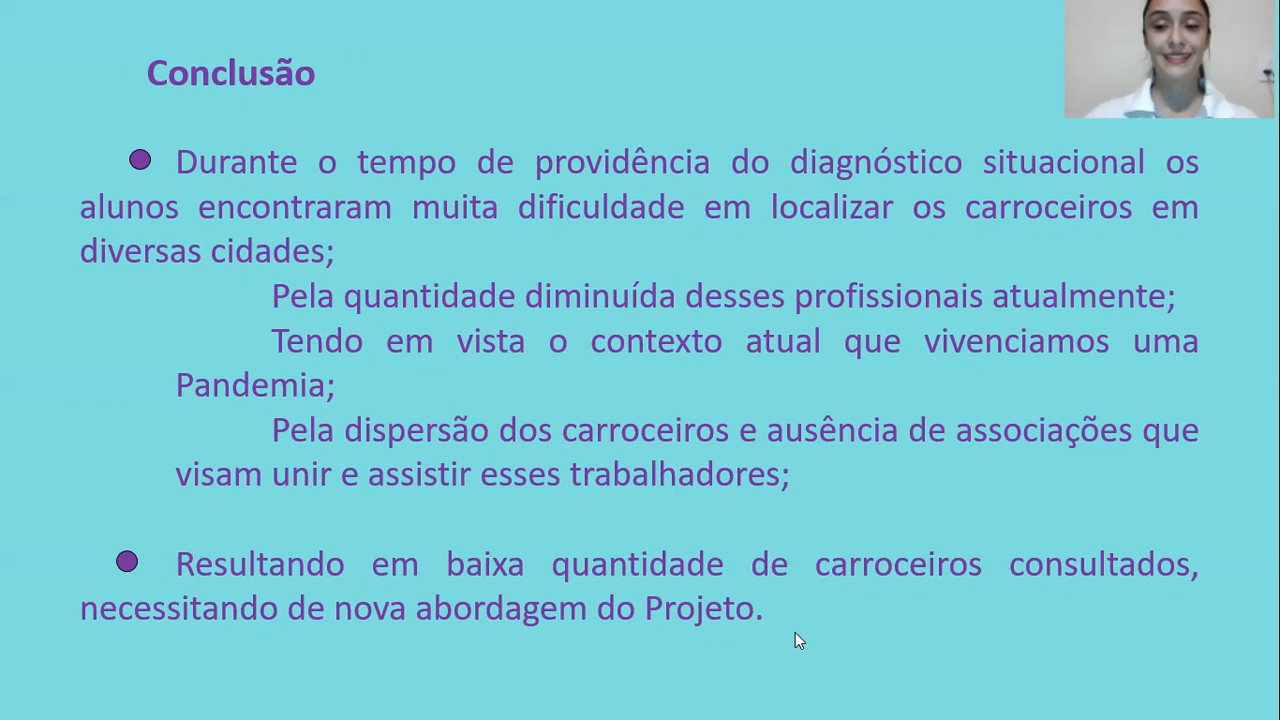 Conclusão
Durante o tempo de providência do diagnóstico situacional os
alunos encontraram muita dificuldade em localizar os carroceiros em
diversas cidades;
Pela quantidade diminuída desses profissionais atualmente;
Tendo em vista o contexto atual que vivenciamos uma
Pandemia;
Pela dispersão dos carroceiros e ausência de associações que
visam unir e assistir esses trabalhadores;
Resultando em baixa quantidade de carroceiros consultados,
necessitando de nova abordagem do Projeto.